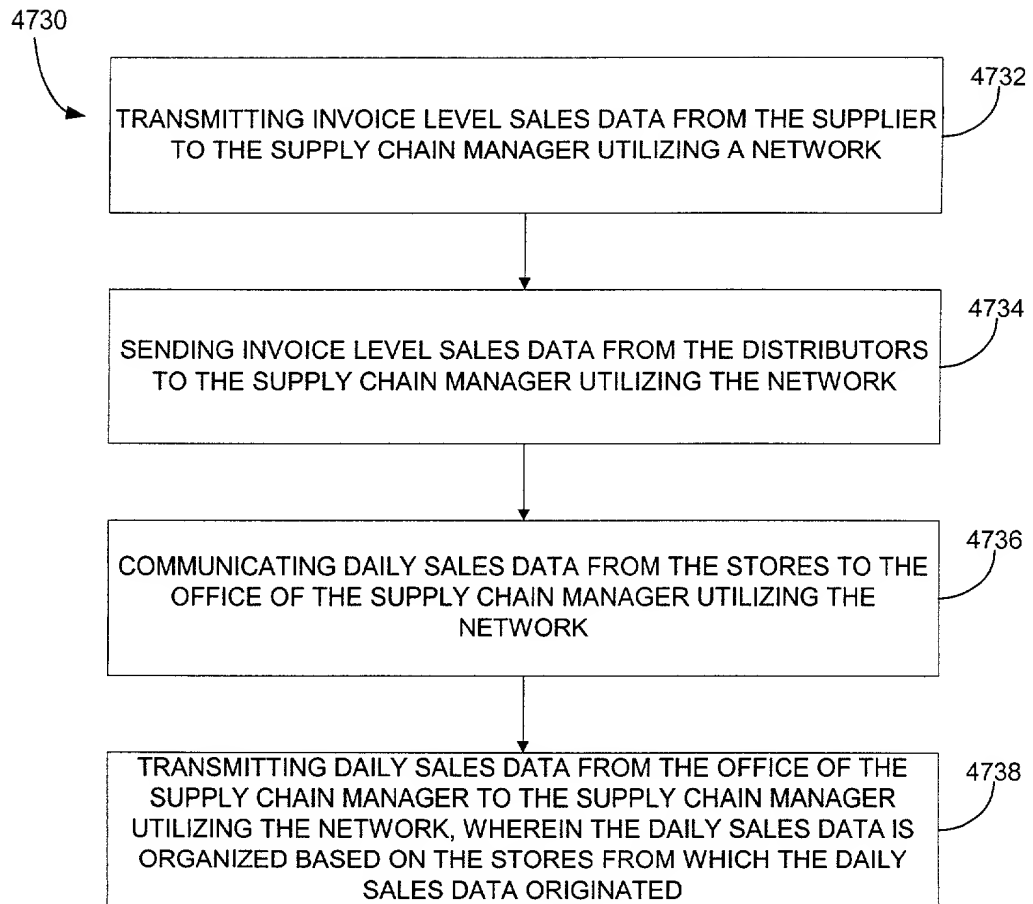 4730
4732
TRANSMITTING INVOICE LEVEL SALES DATA FROM THE SUPPLIER
TO THE SUPPLY CHAIN MANAGER UTILIZING A NETWORK
4734
SENDING INVOICE LEVEL SALES DATA FROM THE DISTRIBUTORS
TO THE SUPPLY CHAIN MANAGER UTILIZING THE NETWORK
4736
COMMUNICATING DAILY SALES DATA FROM THE STORES TO THE
OFFICE OF THE SUPPLY CHAIN MANAGER UTILIZING THE
NETWORK
4738
TRANSMITTING DAILY SALES DATA FROM THE OFFICE OF THE
SUPPLY CHAIN MANAGER TO THE SUPPLY CHAIN MANAGER
UTILIZING THE NETWORK, WHEREIN THE DAILY SALES DATA IS
ORGANIZED BASED ON THE STORES FROM WHICH THE DAILY
SALES DATA ORIGINATED